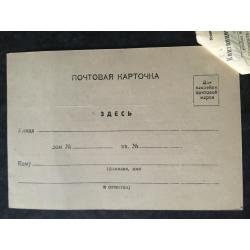 ПОЧТОВАЯ КАРТОЧКА
Для
наклейки
почтовой
марки
ЗДЕСЬ
Улица
дом № кв. №
Кому
(фамилия, имя
и отчество)